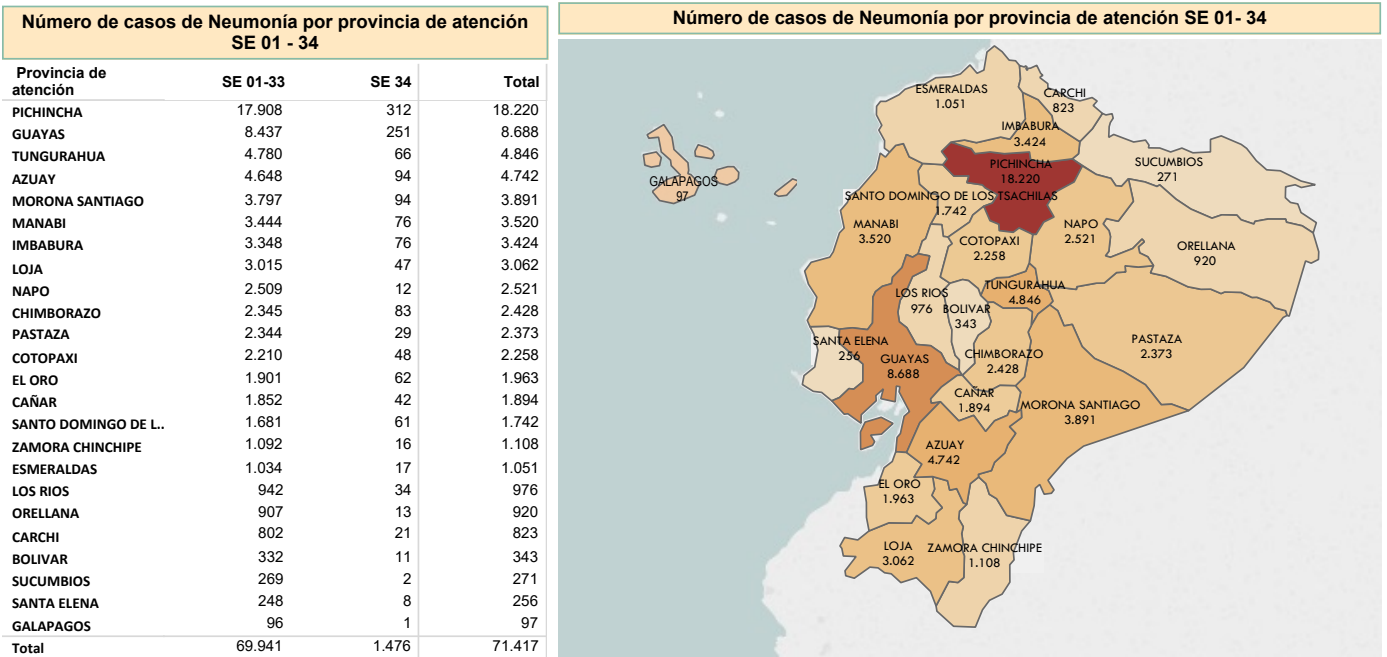 Número de casos de Neumonía por provincia de atención
SE 01 - 34
Provincia de
atención SE 01-33 SE 34 Total
PICHINCHA 17.908 312 18.220
GUAYAS 8.437 251 8.688
TUNGURAHUA 4.780 66 4.846
AZUAY 4.648 94 4.742
MORONA SANTIAGO 3.797 94 3.891
MANABI 3.444 76 3.520
IMBABURA 3.348 76 3.424
LOJA 3.015 47 3.062
NAPO 2.509 12 2.521
CHIMBORAZO 2.345 83 2.428
PASTAZA 2.344 29 2.373
COTOPAXI 2.210 48 2.258
EL ORO 1.901 62 1.963
CAÑAR 1.852 42 1.894
SANTO DOMINGO DE L.. 1.681 61 1.742
ZAMORA CHINCHIPE 1.092 16 1.108
ESMERALDAS 1.034 17 1.051
LOS RIOS 942 34 976
ORELLANA 907 13 920
CARCHI 802 21 823
BOLIVAR 332 11 343
SUCUMBIOS 269 2 271
SANTA ELENA 248 8 256
GALAPAGOS 96 1 97
Total 69.941 1.476 71.417
Número de casos de Neumonía por provincia de atención SE 01- 34
ESMERALDAS
1.051
CARCHI
823
IMBABURA
3.424
PICHINCHA
18.220
SUCUMBIOS
271
GALAPAGOS
97
SANTO DOMINGO DE LOS TSACHILAS
1.742
MANABI
3.520
NAPO
2.521
COTOPAXI
2.258
ORELLANA
920
TUNGURAHUA
4.846
LOS RIOS
976
BOLIVAR
343
SANTA ELENA
256
GUAYAS
8.688
CHIMBORAZO
2.428
PASTAZA
2.373
CAÑAR
1.894
MORONA SANTIAGO
3.891
AZUAY
4.742
EL ORO
1.963
LOJA
3.062
ZAMORA CHINCHIPE
1.108